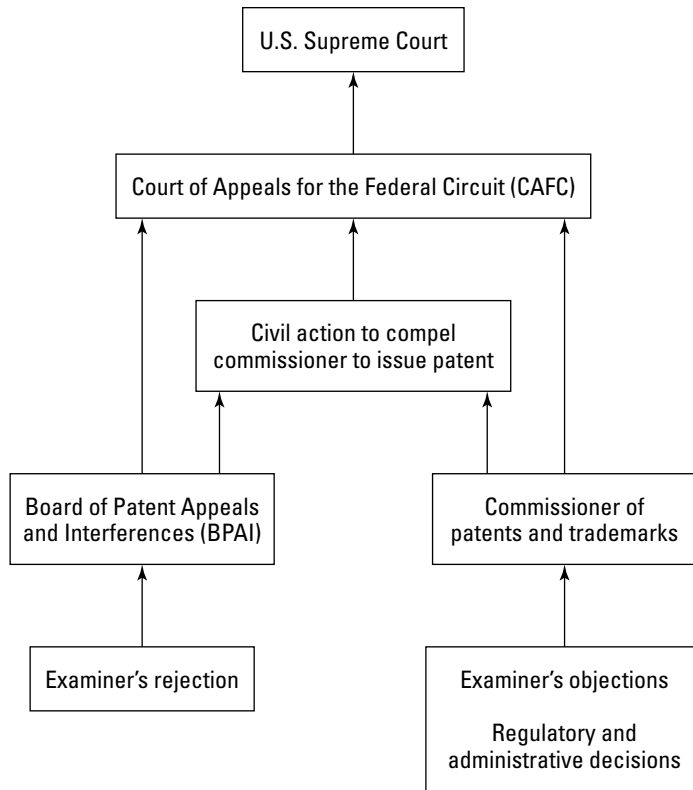 U.S. Supreme Court
Court of Appeals for the Federal Circuit (CAFC)
Civil action to compel
commissioner to issue patent
Board of Patent Appeals
and Interferences (BPAI)
Commissioner of
patents and trademarks
Examiner's rejection
Examiner's objections
Regulatory and
administrative decisions